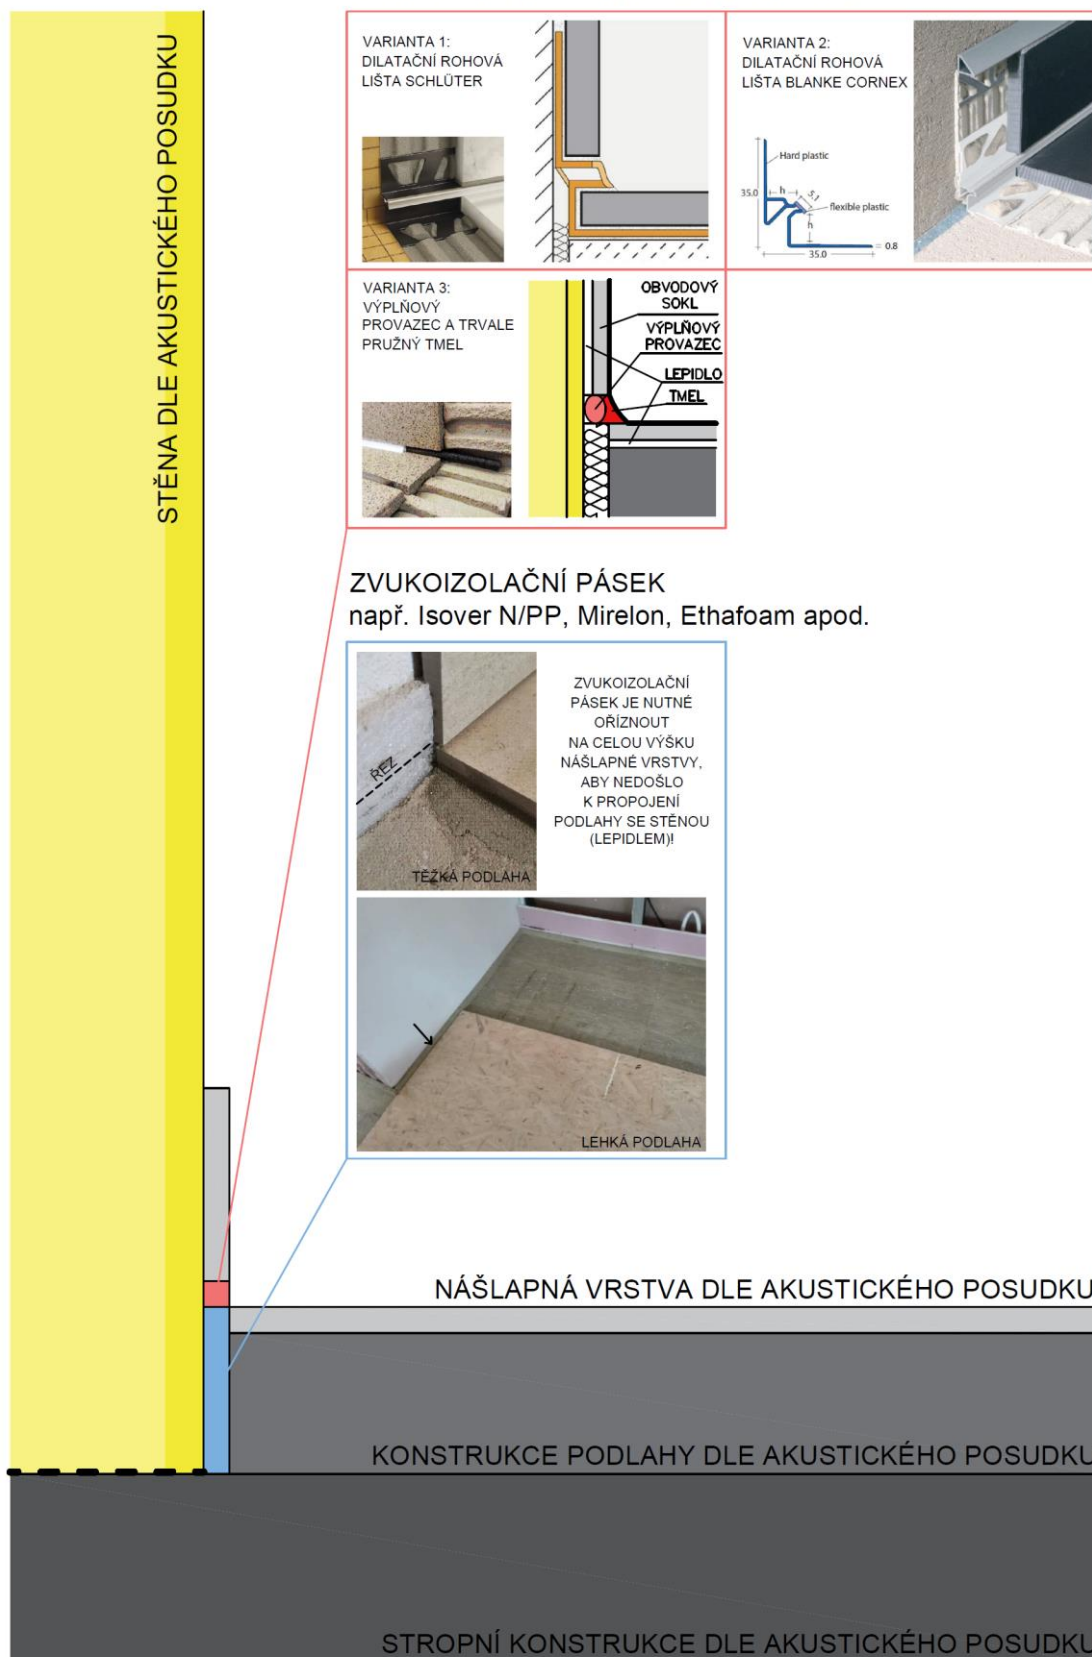 STĚNA DLE AKUSTICKÉHO POSUDKU
VARIANTA 1:
DILATAČNÍ ROHOVÁ
LIŠTA SCHLÜTER
VARIANTA 2:
DILATAČNÍ ROHOVÁ
LIŠTA BLANKE CORNEX
Hard plastic
35.0
h
5.1
flexible plastic
h
0.8
35.0
VARIANTA 3:
VÝPLŇOVÝ
PROVAZEC A TRVALE
PRUŽNÝ TMEL
OBVODOVÝ
SOKL
VÝPLŇOVÝ
PROVAZEC
LEPIDLO
TMEL
ZVUKOIZOLAČNÍ PÁSEK
např. Isover N/PP, Mirelon, Ethafoam apod.
ZVUKOIZOLAČNÍ
PÁSEK JE NUTNÉ
OŘÍZNOUT
NA CELOU VÝŠKU
NÁŠLAPNÉ VRSTVY,
ABY NEDOŠLO
K PROPOJENÍ
PODLAHY SE STĚNOU
(LEPIDLEM)!
ŘEZ
TĚŽKÁ PODLAHA
LEHKÁ PODLAHA
NÁŠLAPNÁ VRSTVA DLE AKUSTICKÉHO POSUDKU
KONSTRUKCE PODLAHY DLE AKUSTICKÉHO POSUDKU
STROPNÍ KONSTRUKCE DLE AKUSTICKÉHO POSUDKU